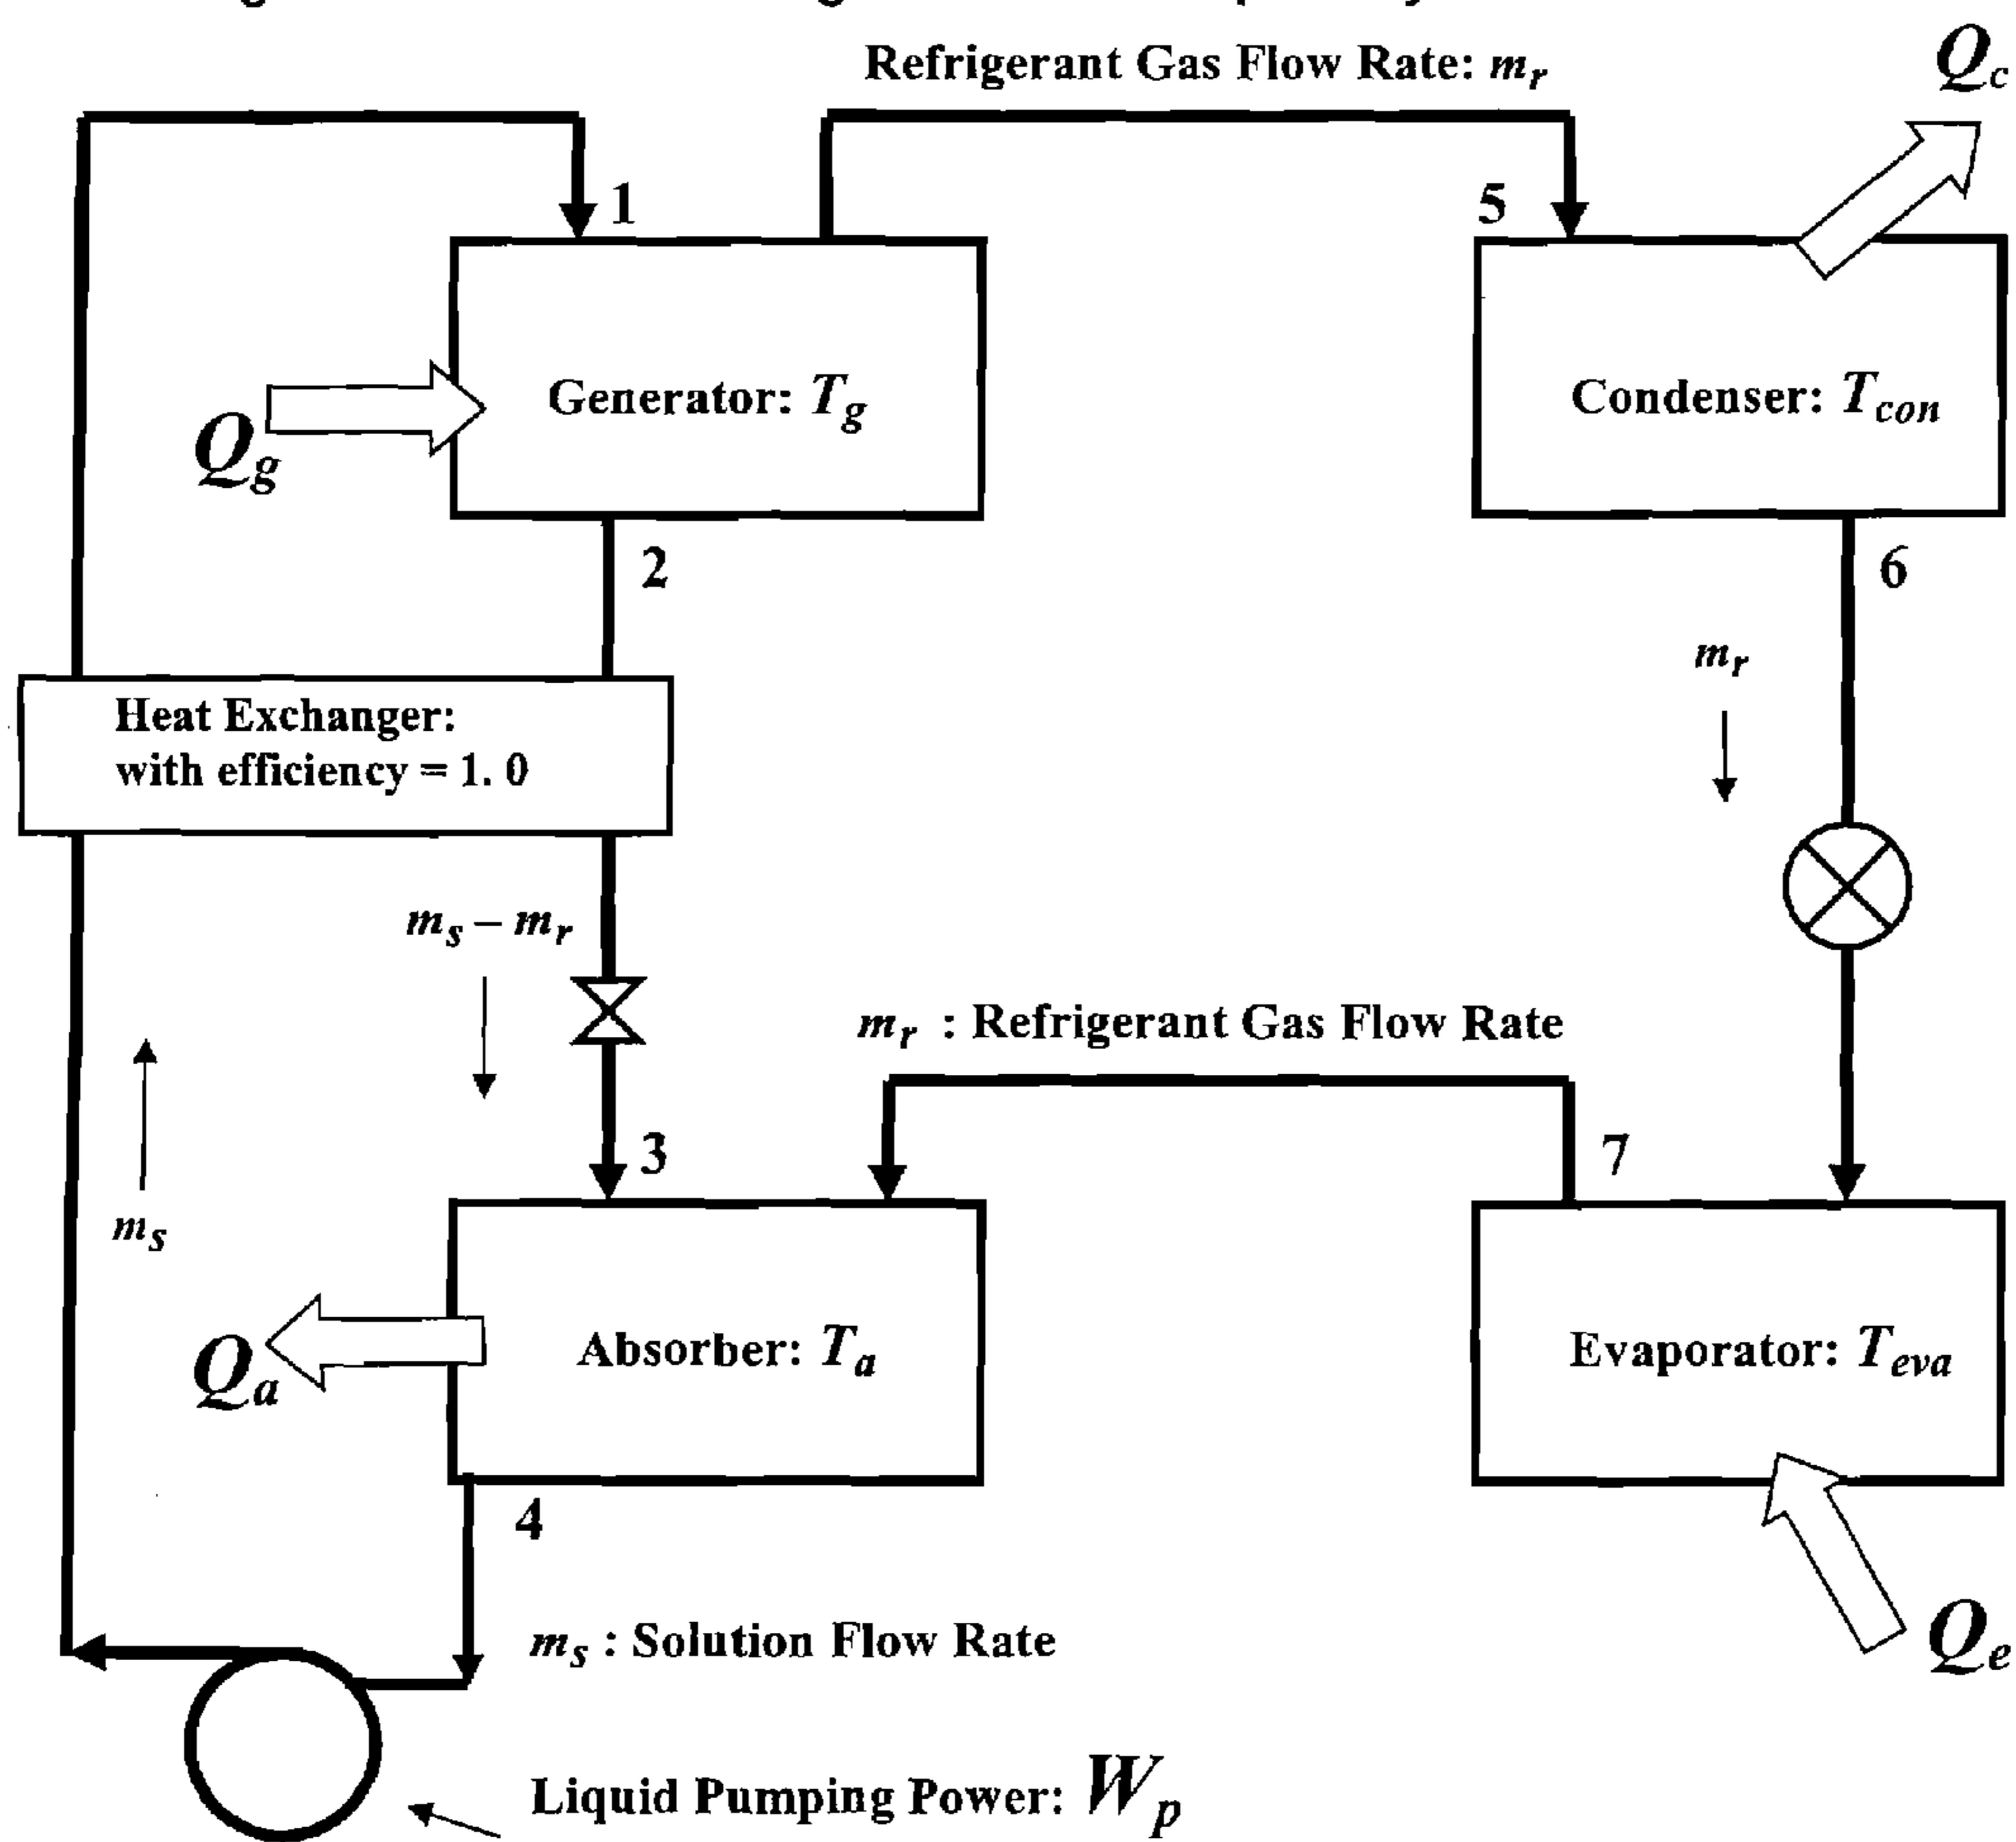 Refrigerant Gas Flow Rate: mr
Qc
1
5
Generator: Tg
Condenser: Tcon
Qg
2
6
mr
Heat Exchanger:
with efficiency = 1. 0
ms – mr
mr : Refrigerant Gas Flow Rate
3
7
ms
Absorber: Ta
Evaporator: Teva
Qa
4
ms : Solution Flow Rate
Qe
Liquid Pumping Power: Wp